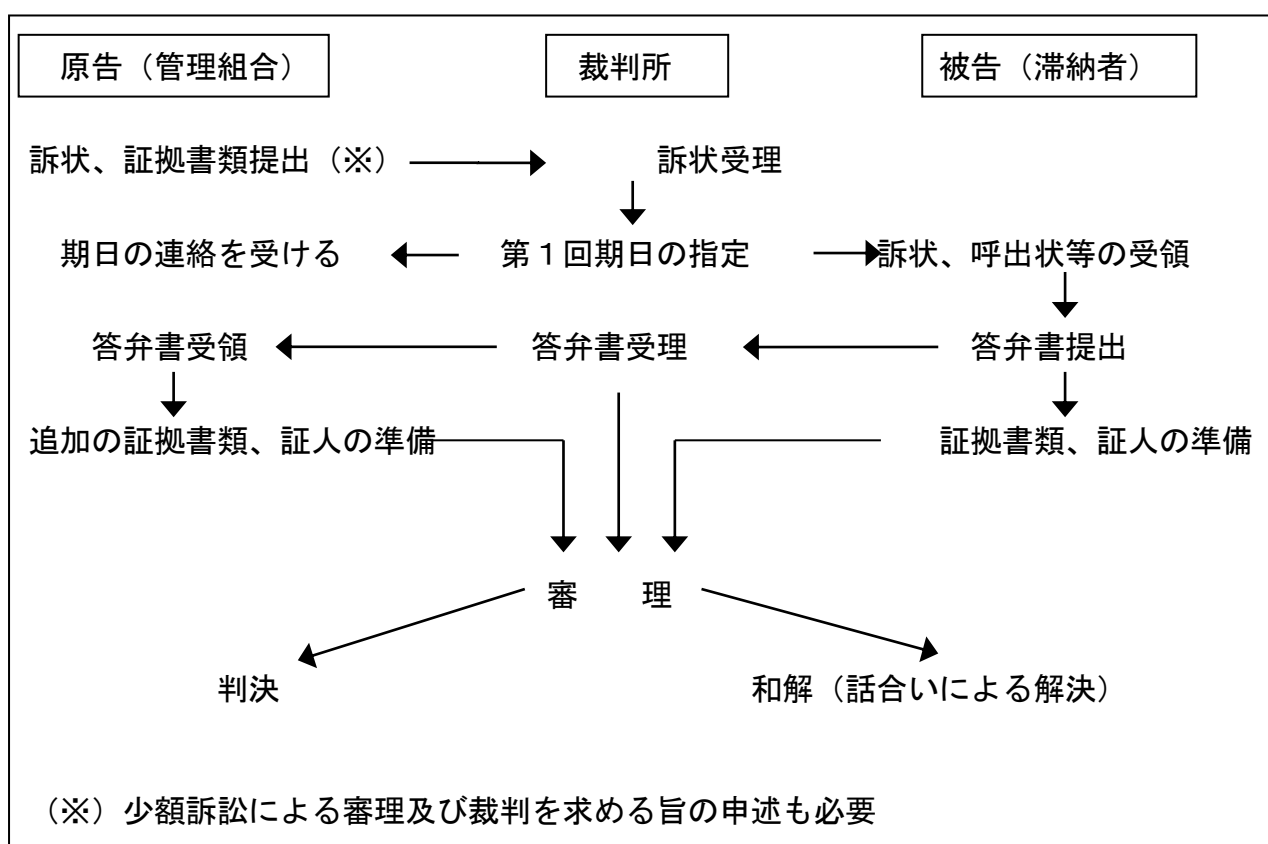 原告（管理組合） 裁判所 被告（滞納者）
訴状、証拠書類提出（※） 訴状受理
期日の連絡を受ける 第１回期日の指定 訴状、呼出状等の受領
答弁書受領 答弁書受理 答弁書提出
追加の証拠書類、証人の準備 証拠書類、証人の準備
審　理
判決 和解（話合いによる解決）
（※）少額訴訟による審理及び裁判を求める旨の申述も必要